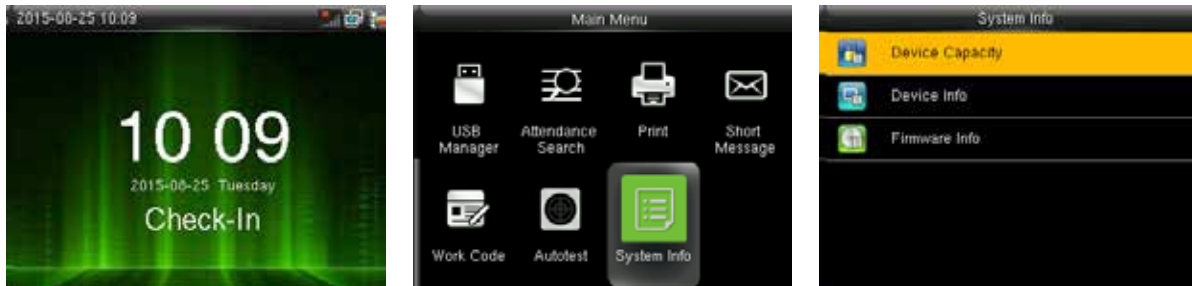 2015-08-25 10:09
10 09
2015-08-25 Tuesday
Check-In
Main Menu
USB Manager
Attendance Search
Print
Short Message
Work Code
Autotest
System Info
System Info
Device Capacity
Device Info
Firmware Info